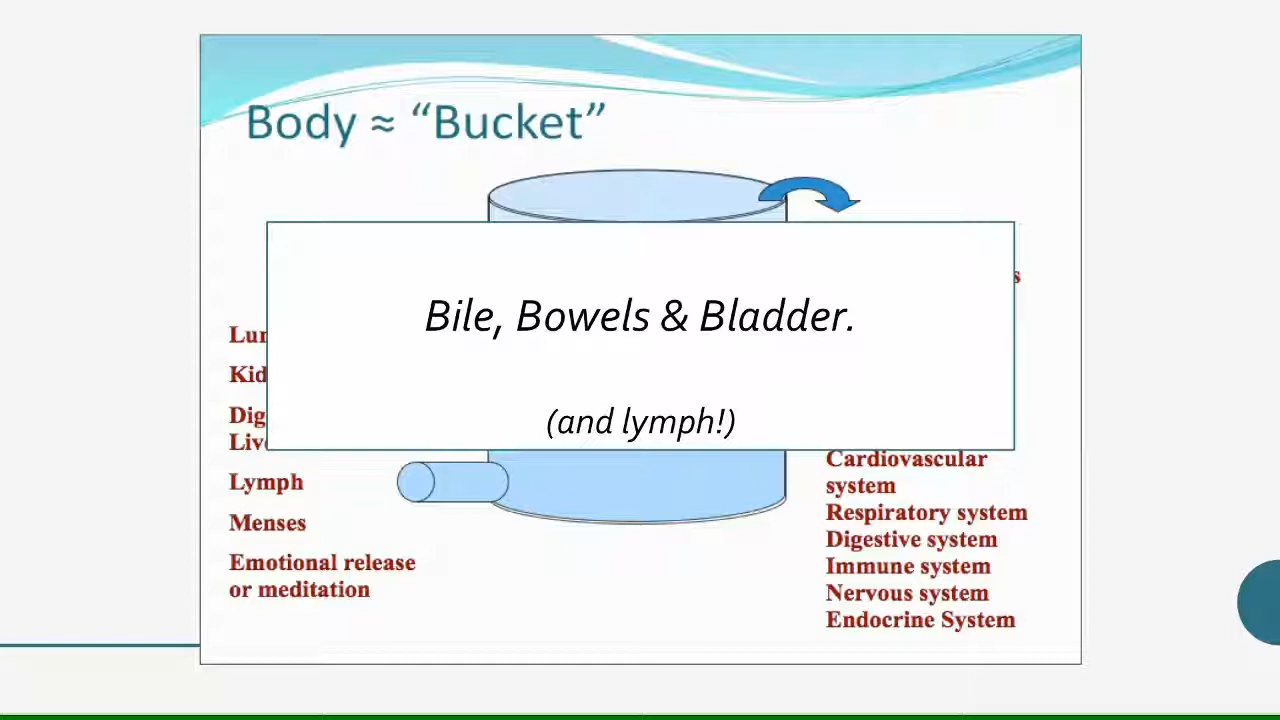 Body ≈ “Bucket”
Bile, Bowels & Bladder.
(and lymph!)
Lymph
Menses
Emotional release
or meditation
Cardiovascular
system
Respiratory system
Digestive system
Immune system
Nervous system
Endocrine System